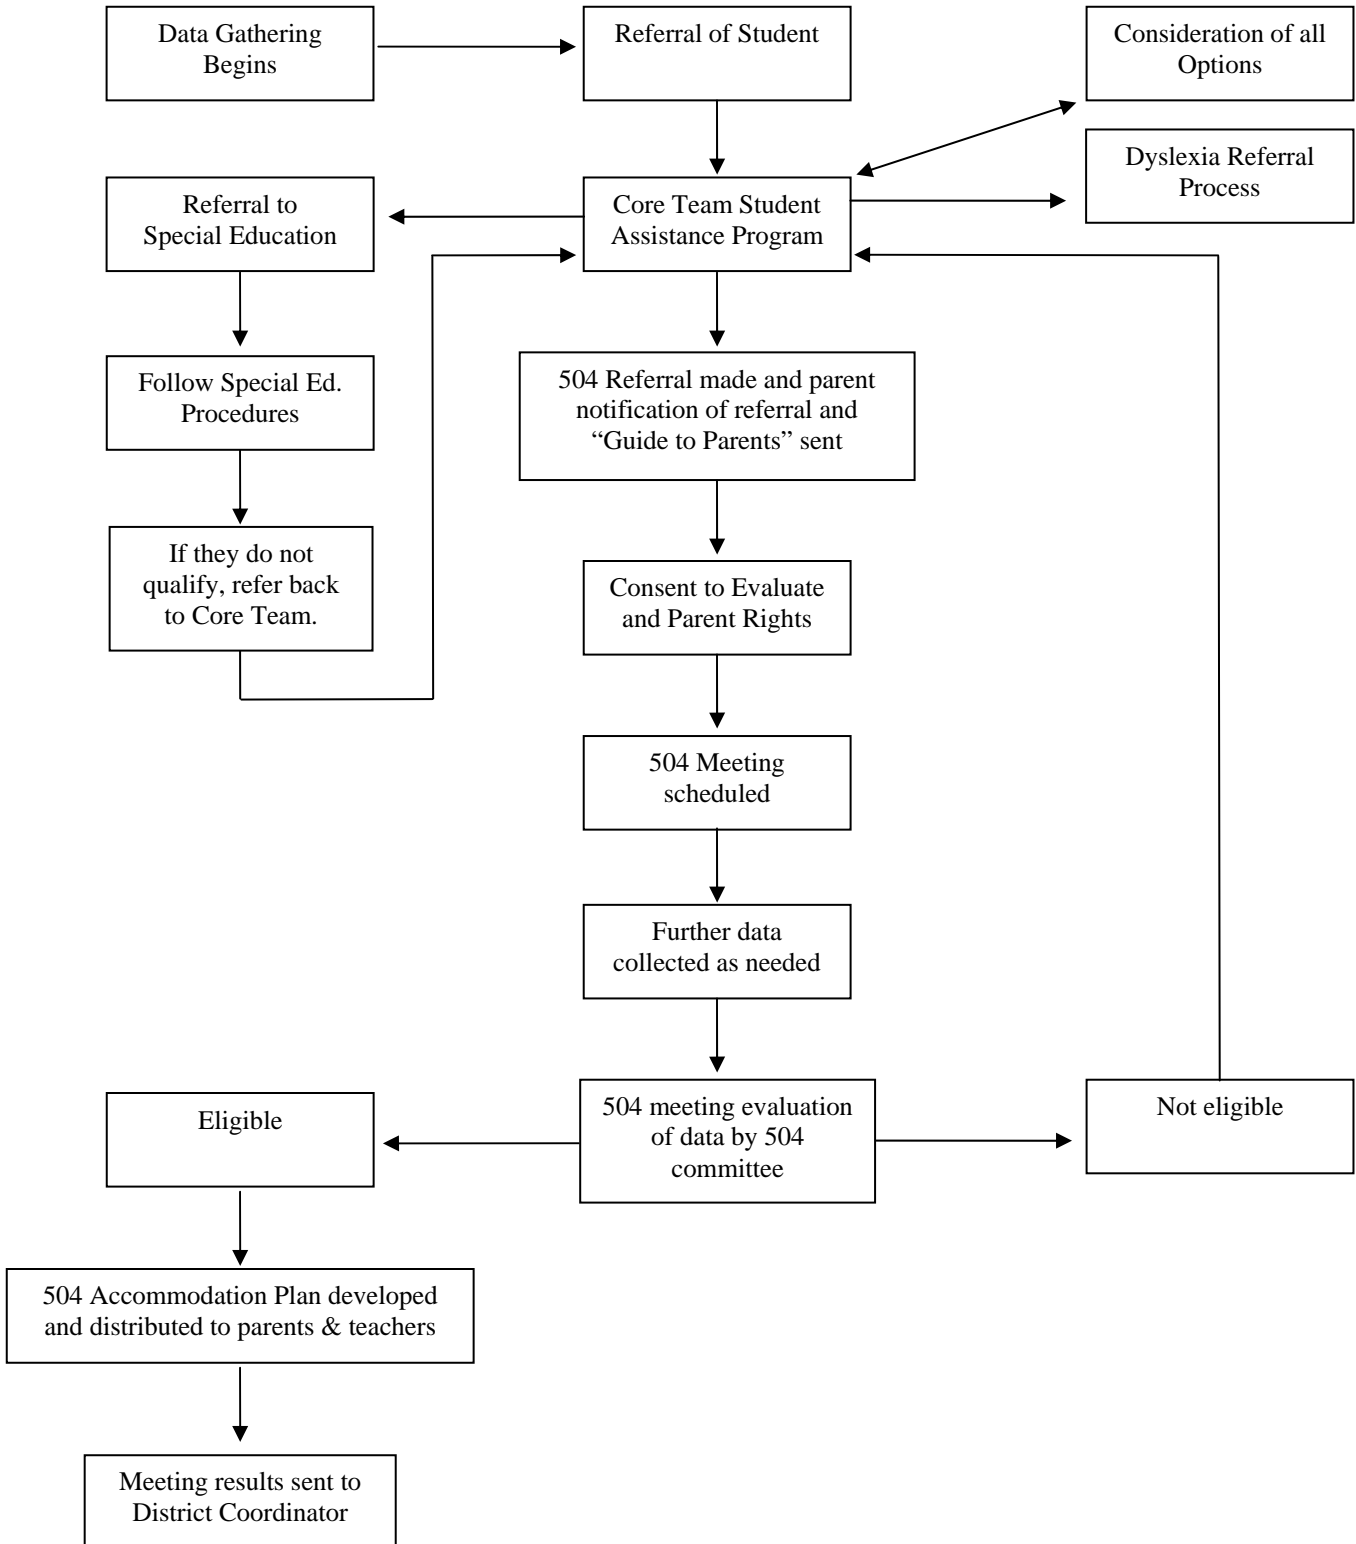 Data Gathering
Begins
Referral of Student
Consideration of all
Options
Dyslexia Referral
Process
Referral to
Special Education
Core Team Student
Assistance Program
Follow Special Ed.
Procedures
504 Referral made and parent
notification of referral and
“Guide to Parents” sent
If they do not
qualify, refer back
to Core Team.
Consent to Evaluate
and Parent Rights
504 Meeting
scheduled
Further data
collected as needed
Eligible
504 meeting evaluation
of data by 504
committee
Not eligible
504 Accommodation Plan developed
and distributed to parents & teachers
Meeting results sent to
District Coordinator